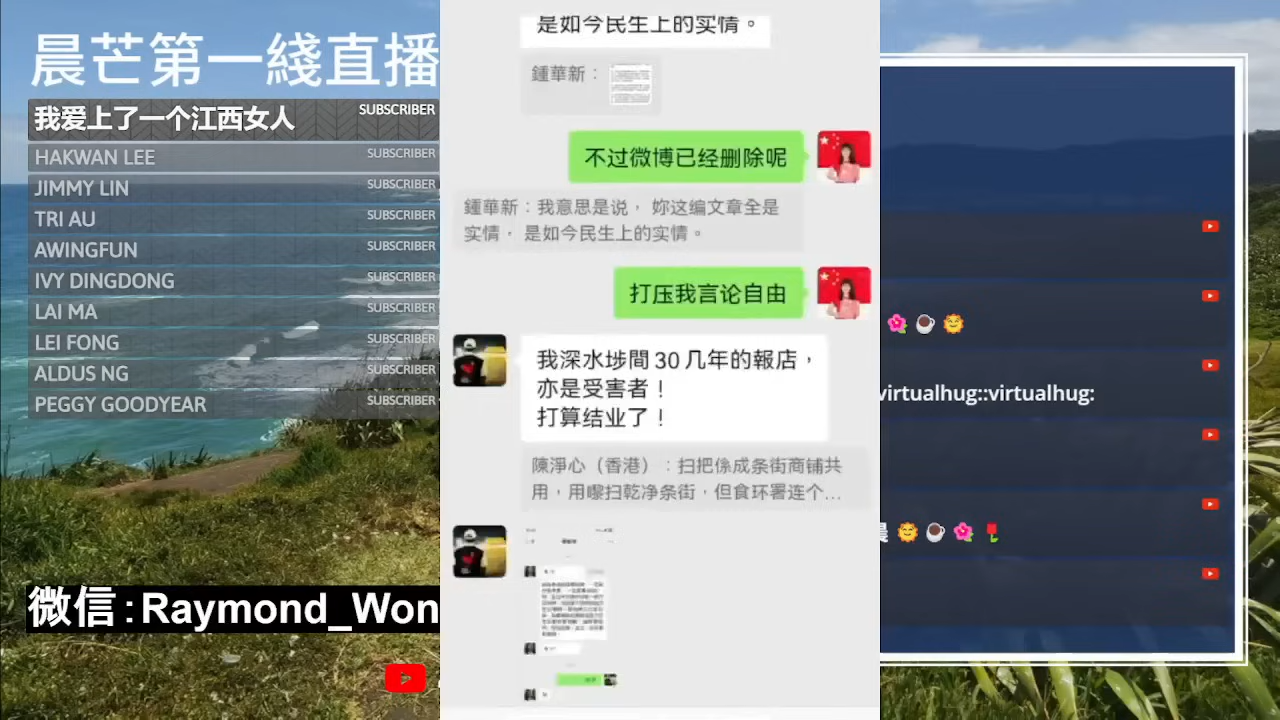 晨芒第一綫直播
我爱上了一个江西女人 SUBSCRIBER
HAKWAN LEE SUBSCRIBER
JIMMY LIN SUBSCRIBER
TRI AU SUBSCRIBER
AWINGFUN SUBSCRIBER
IVY DINGDONG SUBSCRIBER
LAI MA SUBSCRIBER
LEI FONG SUBSCRIBER
ALDUS NG SUBSCRIBER
PEGGY GOODYEAR SUBSCRIBER
微信:Raymond_Won
是如今民生上的实情。
鍾華新：
不过微博已经删除呢
鍾華新：我意思是说， 妳这编文章全是
实情， 是如今民生上的实情。
打压我言论自由
我深水埗間 30 几年的報店，
亦是受害者！
打算结业了！
陳淨心（香港）：扫把係成条街商铺共
用，用嚟扫乾净条街，但食环署连个...
virtualhug::virtualhug: